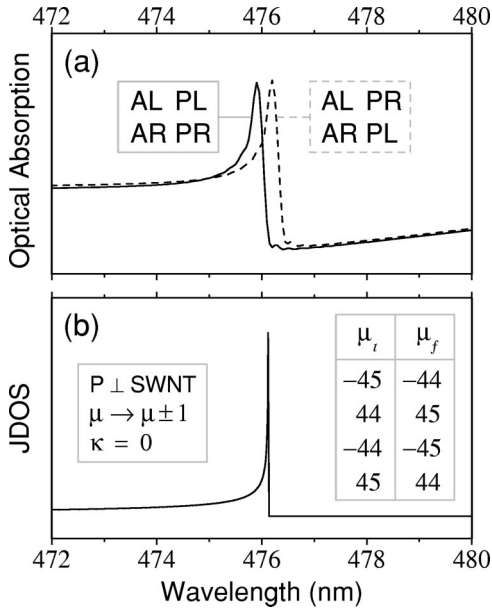 472 474 476 478 480
(a)
AL PL
AR PR
AL PR
AR PL
Optical Absorption
(b)
P ⊥ SWNT
μ → μ ± 1
κ = 0
μι μf
−45 −44
44 45
−44 −45
45 44
JDOS
472 474 476 478 480
Wavelength (nm)